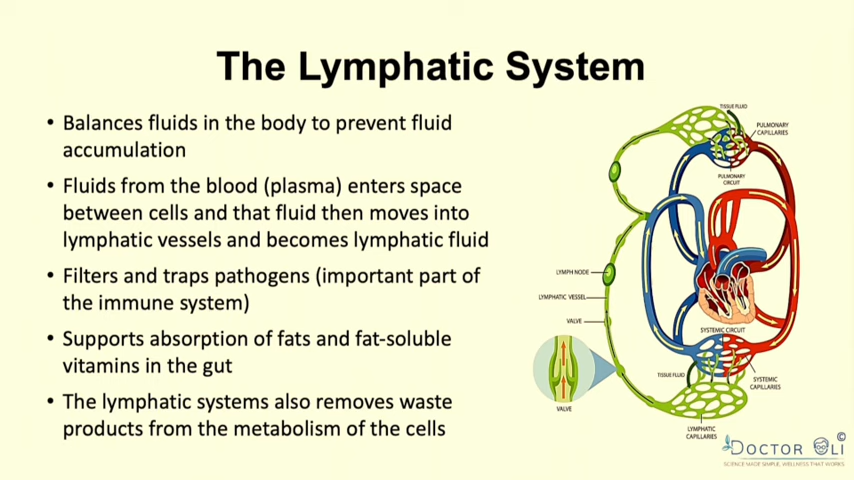 The Lymphatic System
• Balances fluids in the body to prevent fluid
accumulation
• Fluids from the blood (plasma) enters space
between cells and that fluid then moves into
lymphatic vessels and becomes lymphatic fluid
• Filters and traps pathogens (important part of
the immune system)
• Supports absorption of fats and fat-soluble
vitamins in the gut
• The lymphatic systems also removes waste
products from the metabolism of the cells
TISSUE FLUID
PULMONARY
CAPILLARIES
PULMONARY
CIRCUIT
LYMPH NODE
LYMPHATIC VESSEL
VALVE
SYSTEMIC CIRCUIT
TISSUE FLUID
SYSTEMIC
CAPILLARIES
VALVE
LYMPHATIC
CAPILLARIES
DOCTOR OLI ©
SCIENCE MADE SIMPLE, WELLNESS THAT WORKS